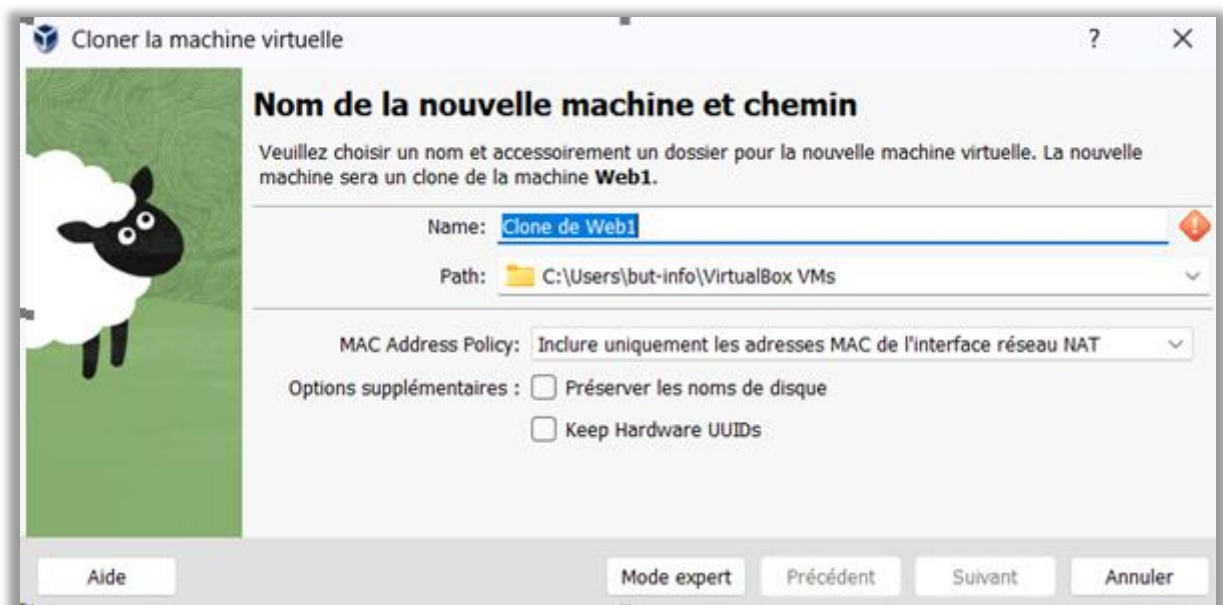 Cloner la machine virtuelle
?
Nom de la nouvelle machine et chemin
Veuillez choisir un nom et accessoirement un dossier pour la nouvelle machine virtuelle. La nouvelle
machine sera un clone de la machine Web1.
Name: Clone de Web1
Path: C:\Users\but-info\VirtualBox VMs
MAC Address Policy: Inclure uniquement les adresses MAC de l'interface réseau NAT
Options supplémentaires : Préserver les noms de disque
Keep Hardware UUIDs
Aide Mode expert Précédent Suivant Annuler